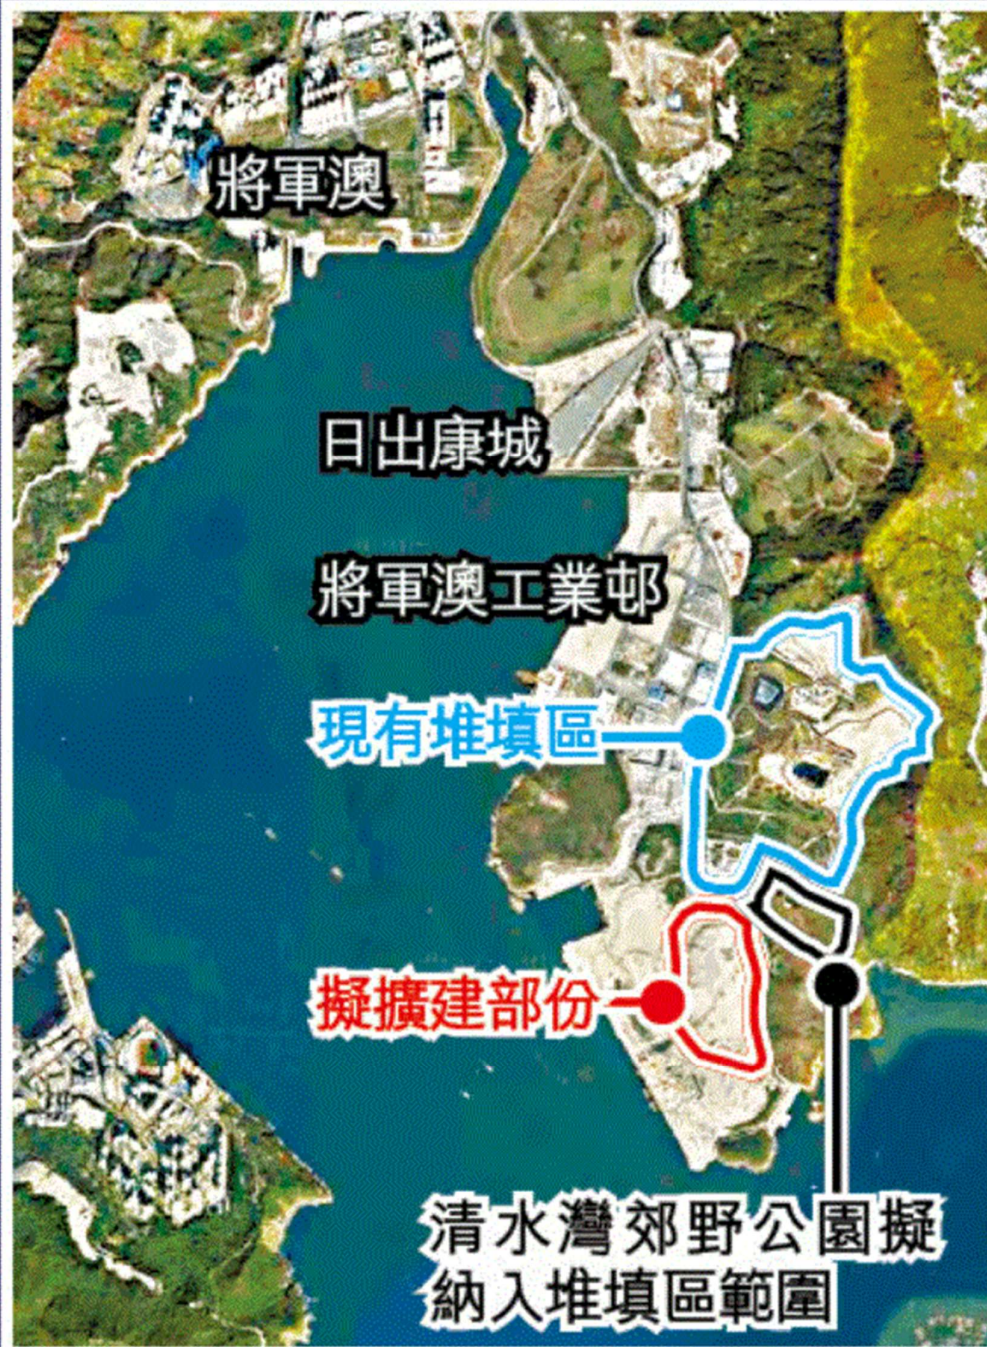 將軍澳
日出康城
將軍澳工業邨
現有堆填區
擬擴建部份
清水灣郊野公園擬
納入堆填區範圍